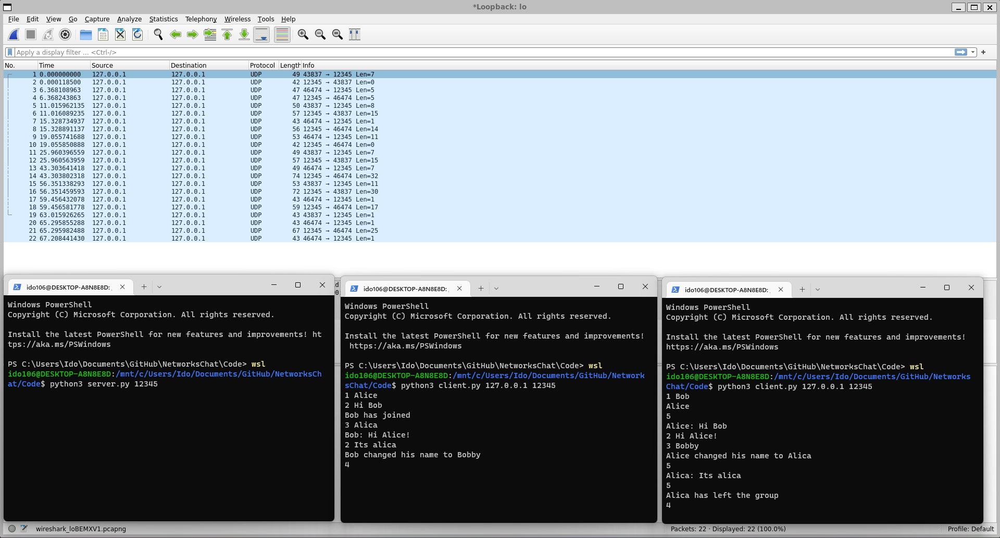 *Loopback: lo
File Edit View Go Capture Analyze Statistics Telephony Wireless Tools Help
Apply a display filter ... <Ctrl-/>
No. Time Source Destination Protocol Length Info
1 0.000000000 127.0.0.1 127.0.0.1 UDP 49 43837 → 12345 Len=7
2 0.000118500 127.0.0.1 127.0.0.1 UDP 42 12345 → 43837 Len=0
3 6.368108963 127.0.0.1 127.0.0.1 UDP 47 46474 → 12345 Len=5
4 6.368243863 127.0.0.1 127.0.0.1 UDP 47 12345 → 46474 Len=5
5 11.015962135 127.0.0.1 127.0.0.1 UDP 50 43837 → 12345 Len=8
6 11.016089235 127.0.0.1 127.0.0.1 UDP 57 12345 → 43837 Len=15
7 15.328734937 127.0.0.1 127.0.0.1 UDP 43 46474 → 12345 Len=1
8 15.328891137 127.0.0.1 127.0.0.1 UDP 56 12345 → 46474 Len=14
9 19.055741688 127.0.0.1 127.0.0.1 UDP 53 46474 → 12345 Len=11
10 19.055850888 127.0.0.1 127.0.0.1 UDP 42 12345 → 46474 Len=0
11 25.960396559 127.0.0.1 127.0.0.1 UDP 49 43837 → 12345 Len=7
12 25.960563959 127.0.0.1 127.0.0.1 UDP 57 12345 → 43837 Len=15
13 43.303641418 127.0.0.1 127.0.0.1 UDP 49 46474 → 12345 Len=7
14 43.303802318 127.0.0.1 127.0.0.1 UDP 74 12345 → 46474 Len=32
15 56.351338293 127.0.0.1 127.0.0.1 UDP 53 43837 → 12345 Len=11
16 56.351459593 127.0.0.1 127.0.0.1 UDP 72 12345 → 43837 Len=30
17 59.456432078 127.0.0.1 127.0.0.1 UDP 43 46474 → 12345 Len=1
18 59.456581778 127.0.0.1 127.0.0.1 UDP 59 12345 → 46474 Len=17
19 63.015926265 127.0.0.1 127.0.0.1 UDP 43 43837 → 12345 Len=1
20 65.295855288 127.0.0.1 127.0.0.1 UDP 43 46474 → 12345 Len=1
21 65.295982488 127.0.0.1 127.0.0.1 UDP 67 12345 → 46474 Len=25
22 67.208441430 127.0.0.1 127.0.0.1 UDP 43 46474 → 12345 Len=1
ido106@DESKTOP-A8N8E8D:
Windows PowerShell
Copyright (C) Microsoft Corporation. All rights reserved.
Install the latest PowerShell for new features and improvements! ht
tps://aka.ms/PSWindows
PS C:\Users\Ido\Documents\GitHub\NetworksChat\Code> wsl
ido106@DESKTOP-A8N8E8D:/mnt/c/Users/Ido/Documents/GitHub/NetworksCh
at/Code$ python3 server.py 12345
ido106@DESKTOP-A8N8E8D:
Windows PowerShell
Copyright (C) Microsoft Corporation. All rights reserved.
Install the latest PowerShell for new features and improvements!
https://aka.ms/PSWindows
PS C:\Users\Ido\Documents\GitHub\NetworksChat\Code> wsl
ido106@DESKTOP-A8N8E8D:/mnt/c/Users/Ido/Documents/GitHub/Network
sChat/Code$ python3 client.py 127.0.0.1 12345
1 Alice
2 Hi Bob
Bob has joined
3 Alica
Bob: Hi Alice!
2 Its alica
Bob changed his name to Bobby
4
ido106@DESKTOP-A8N8E8D:
Windows PowerShell
Copyright (C) Microsoft Corporation. All rights reserved.
Install the latest PowerShell for new features and improvements!
https://aka.ms/PSWindows
PS C:\Users\Ido\Documents\GitHub\NetworksChat\Code> wsl
ido106@DESKTOP-A8N8E8D:/mnt/c/Users/Ido/Documents/GitHub/Networks
Chat/Code$ python3 client.py 127.0.0.1 12345
1 Bob
Alice
5
Alice: Hi Bob
2 Hi Alice!
3 Bobby
Alice changed his name to Alica
5
Alica: Its alica
5
Alica has left the group
4
wireshark_loBEMXV1.pcapng
Packets: 22 · Displayed: 22 (100.0%)
Profile: Default